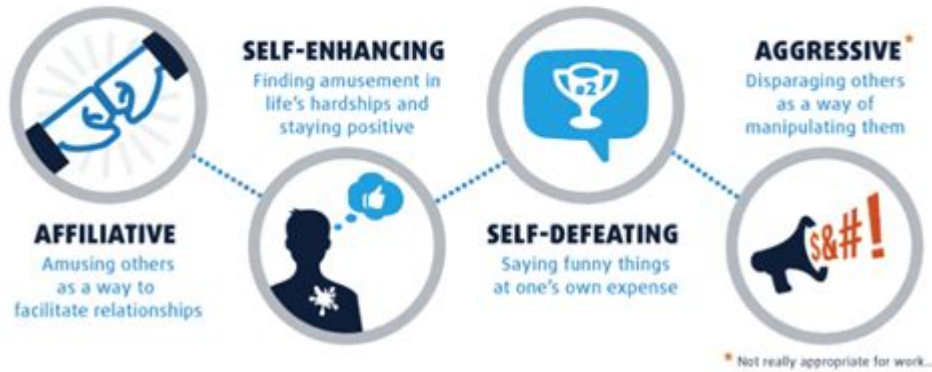 AFFILIATIVE
Amusing others
as a way to
facilitate relationships
SELF-ENHANCING
Finding amusement in
life's hardships and
staying positive
#2
SELF-DEFEATING
Saying funny things
at one's own expense
AGGRESSIVE*
Disparaging others
as a way of
manipulating them
$&#!
* Not really appropriate for work...